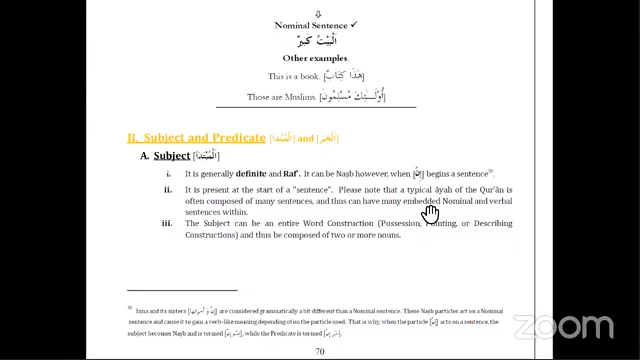 Nominal Sentence ✓
اَلْبَيْتُ كَبِيرٌ
Other examples:
This is a book. [هٰذَا كِتَابٌ]
Those are Muslims. [أُوْلَـٰئِكَ مُسْلِمُونَ]
II. Subject and Predicate [اَلْمُبْتَدَأ] and [اَلْخَبَر]
A. Subject [اَلْمُبْتَدَأ]
i. It is generally definite and Raf'. It can be Naṣb however, when [إِنَّ] begins a sentence
ii. It is present at the start of a "sentence". Please note that a typical āyah of the Qur'ān is
often composed of many sentences, and thus can have many embedded Nominal and verbal
sentences within.
iii. The Subject can be an entire Word Construction (Possession, Pointing, or Describing
Constructions) and thus be composed of two or more nouns.
Inna and its sisters [إِنَّ وَ أَخَوَاتُهَا] are considered grammatically a bit different than a Nominal sentence. These Naṣb particles act on a Nominal
sentence and cause it to gain a verb-like meaning depending on the particle used. That is why, when the particle [إِنَّ] acts on a sentence, the
subject becomes Naṣb and is termed [اِسْمُ إِنَّ], while the Predicate is termed [خَبَر إِنَّ].
70
zoom